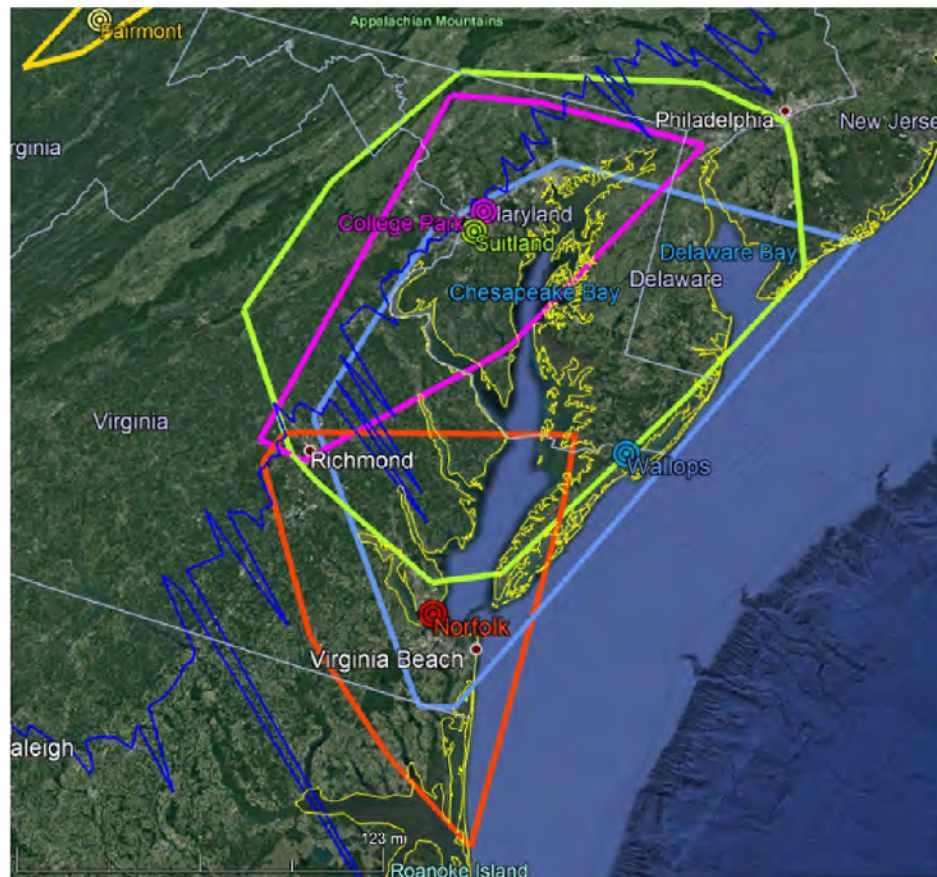 Appalachian Mountains
Fairmont
Philadelphia
New Jerse
rginia
College Park
Maryland
Suitland
Delaware Bay
Delaware
Chesapeake Bay
Virginia
Richmond
Wallops
Norfolk
Virginia Beach
aleigh
123 mi
Roanoke Island